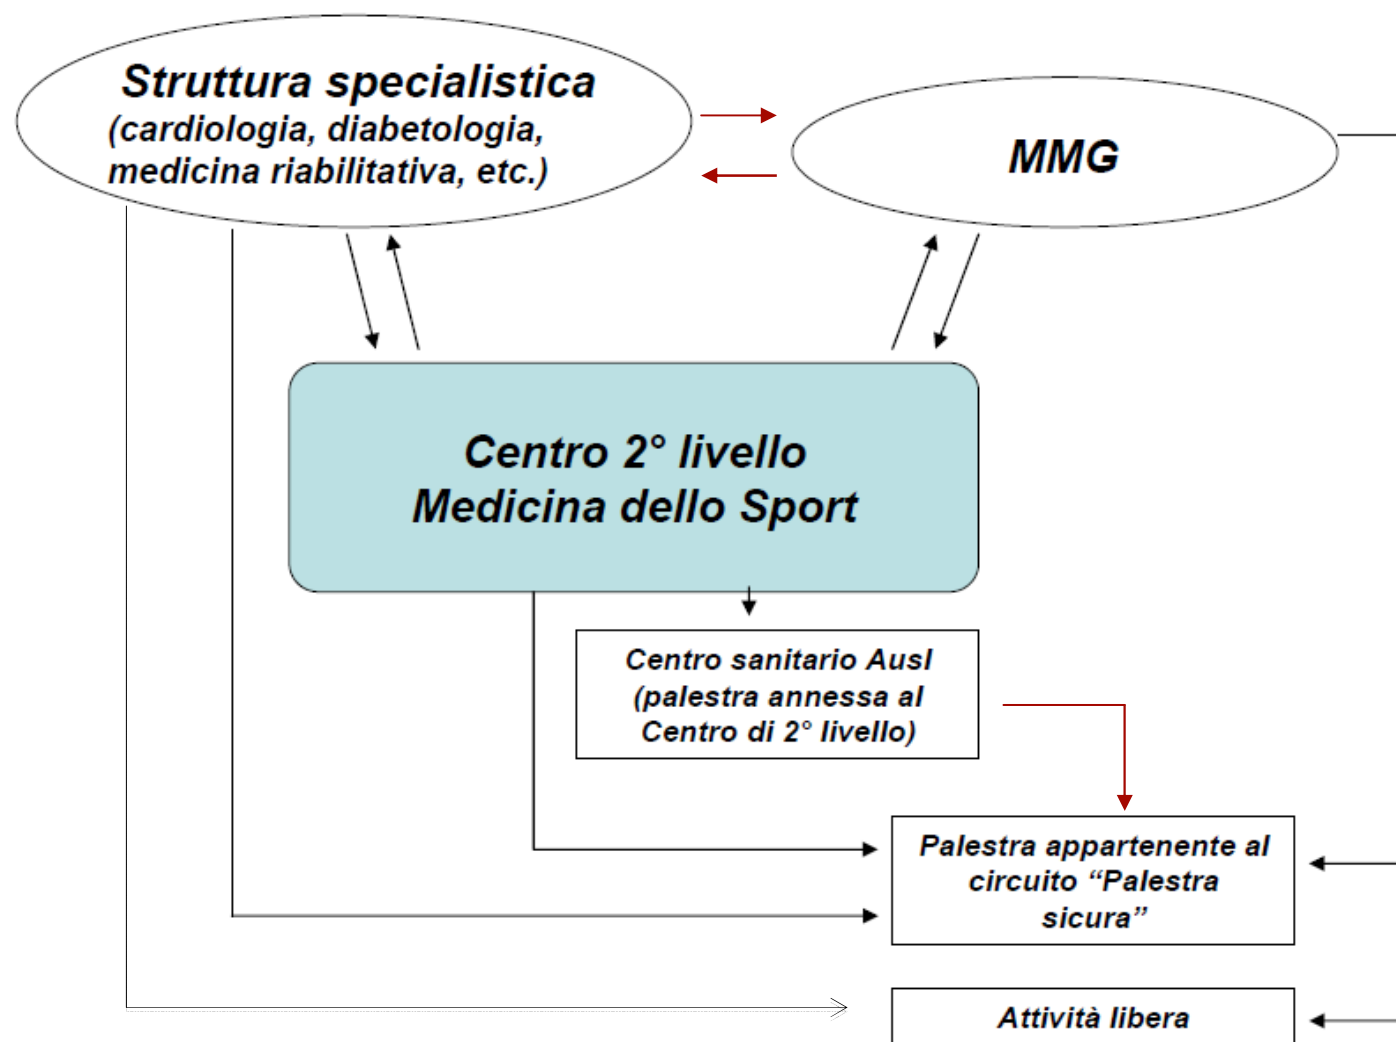 Struttura specialistica
(cardiologia, diabetologia,
medicina riabilitativa, etc.)
MMG
Centro 2° livello
Medicina dello Sport
Centro sanitario Ausl
(palestra annessa al
Centro di 2° livello)
Palestra appartenente al
circuito “Palestra
sicura”
Attività libera